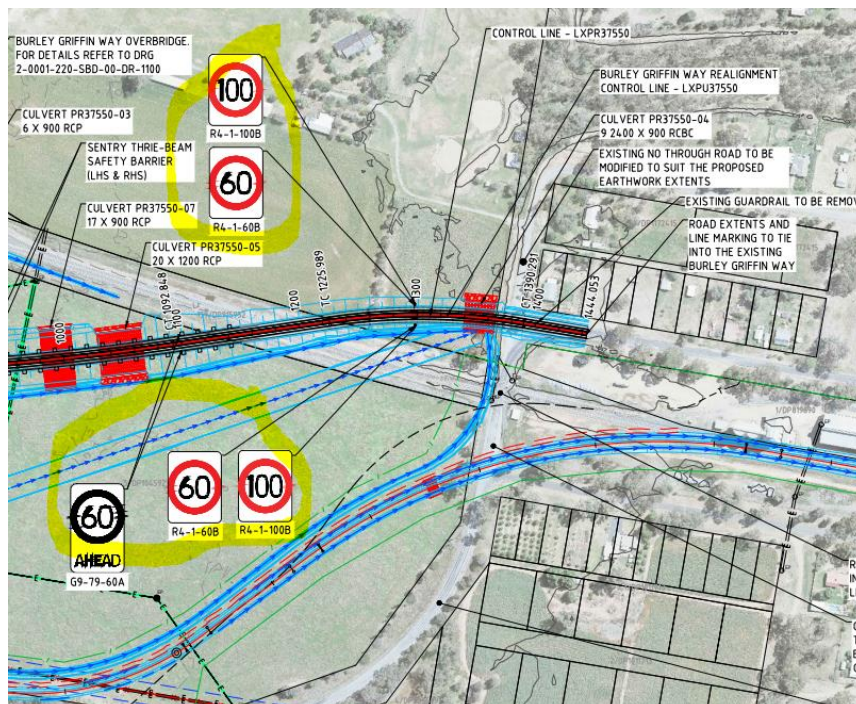 BURLEY GRIFFIN WAY OVERBRIDGE.
FOR DETAILS REFER TO DRG
2-0001-220-SBD-00-DR-1100
100
R4-1-100B
60
R4-1-60B
CONTROL LINE - LXPR37550
BURLEY GRIFFIN WAY REALIGNMENT
CONTROL LINE - LXPU37550
CULVERT PR37550-03
6 X 900 RCP
CULVERT PR37550-04
9 2400 X 900 RCBC
SENTRY THRIE-BEAM
SAFETY BARRIER
(LHS & RHS)
EXISTING NO THROUGH ROAD TO BE
MODIFIED TO SUIT THE PROPOSED
EARTHWORK EXTENTS
EXISTING GUARDRAIL TO BE REMOV
CULVERT PR37550-07
17 X 900 RCP
ROAD EXTENTS AND
LINE MARKING TO TIE
INTO THE EXISTING
BURLEY GRIFFIN WAY
CULVERT PR37550-05
20 X 1200 RCP
1000
CT 1092.848
1100
1200
TC 1225.989
1300
CT 1390.291
1400
1444.053
60
R4-1-60B
100
R4-1-100B
60
AHEAD
G9-79-60A